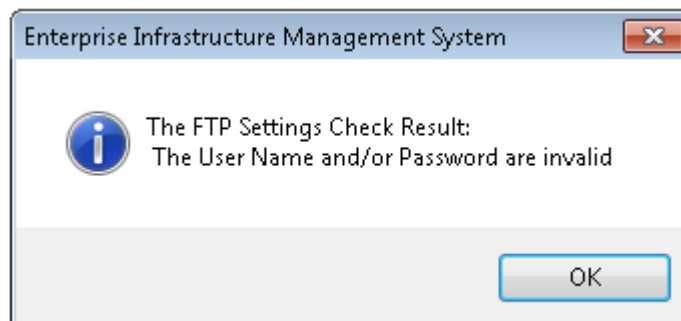 Enterprise Infrastructure Management System
The FTP Settings Check Result:
The User Name and/or Password are invalid
OK